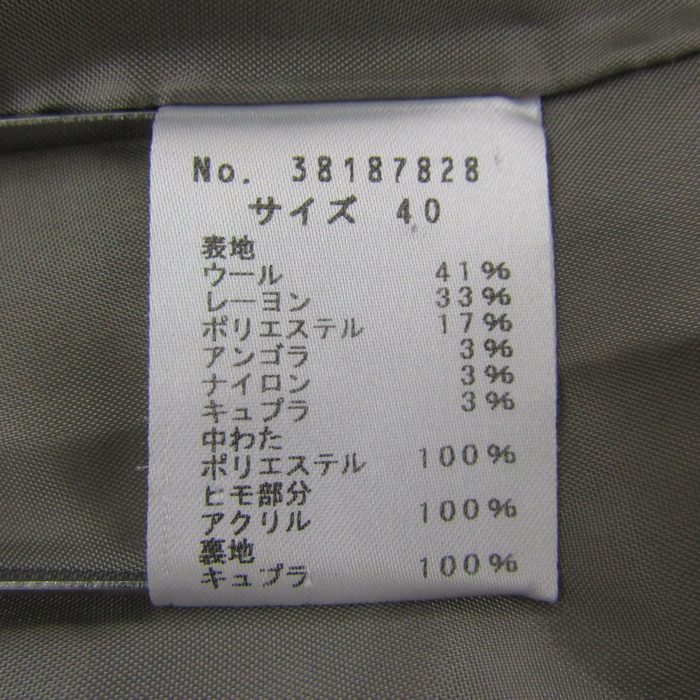 No. 38187828
サイズ 40
表地
ウール 41%
レーヨン 33%
ポリエステル 17%
アンゴラ 3%
ナイロン 3%
キュプラ 3%
中わた
ポリエステル 100%
ヒモ部分
アクリル 100%
裏地
キュプラ 100%